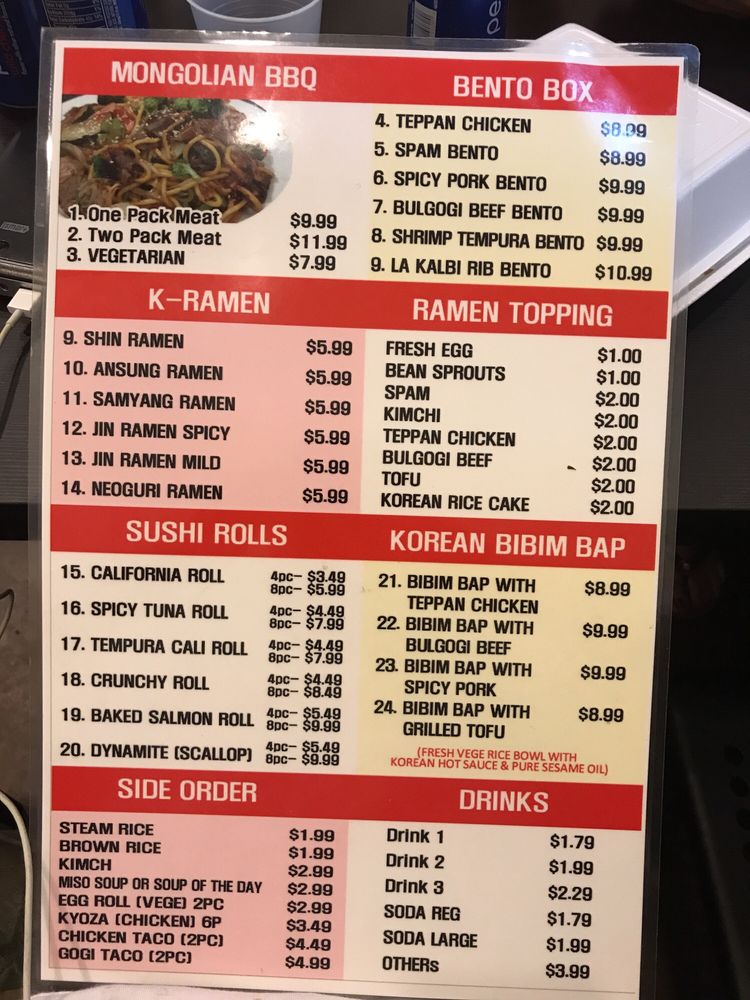 MONGOLIAN BBQ
1. One Pack Meat $9.99
2. Two Pack Meat $11.99
3. VEGETARIAN $7.99
BENTO BOX
4. TEPPAN CHICKEN $8.99
5. SPAM BENTO $8.99
6. SPICY PORK BENTO $9.99
7. BULGOGI BEEF BENTO $9.99
8. SHRIMP TEMPURA BENTO $9.99
9. LA KALBI RIB BENTO $10.99
K-RAMEN
9. SHIN RAMEN $5.99
10. ANSUNG RAMEN $5.99
11. SAMYANG RAMEN $5.99
12. JIN RAMEN SPICY $5.99
13. JIN RAMEN MILD $5.99
14. NEOGURI RAMEN $5.99
RAMEN TOPPING
FRESH EGG $1.00
BEAN SPROUTS $1.00
SPAM $2.00
KIMCHI $2.00
TEPPAN CHICKEN $2.00
BULGOGI BEEF $2.00
TOFU $2.00
KOREAN RICE CAKE $2.00
SUSHI ROLLS
15. CALIFORNIA ROLL 4pc- $3.49
8pc- $5.99
16. SPICY TUNA ROLL 4pc- $4.49
8pc- $7.99
17. TEMPURA CALI ROLL 4pc- $4.49
8pc- $7.99
18. CRUNCHY ROLL 4pc- $4.49
8pc- $8.49
19. BAKED SALMON ROLL 4pc- $5.49
8pc- $9.99
20. DYNAMITE (SCALLOP) 4pc- $5.49
8pc- $9.99
KOREAN BIBIM BAP
21. BIBIM BAP WITH $8.99
TEPPAN CHICKEN
22. BIBIM BAP WITH $9.99
BULGOGI BEEF
23. BIBIM BAP WITH $9.99
SPICY PORK
24. BIBIM BAP WITH $8.99
GRILLED TOFU
(FRESH VEGE RICE BOWL WITH
KOREAN HOT SAUCE & PURE SESAME OIL)
SIDE ORDER
STEAM RICE $1.99
BROWN RICE $1.99
KIMCH $2.99
MISO SOUP OR SOUP OF THE DAY $2.99
EGG ROLL (VEGE) 2PC $2.99
KYOZA (CHICKEN) 6P $3.49
CHICKEN TACO (2PC) $4.49
GOGI TACO (2PC) $4.99
DRINKS
Drink 1 $1.79
Drink 2 $1.99
Drink 3 $2.29
SODA REG $1.79
SODA LARGE $1.99
OTHERs $3.99
pe